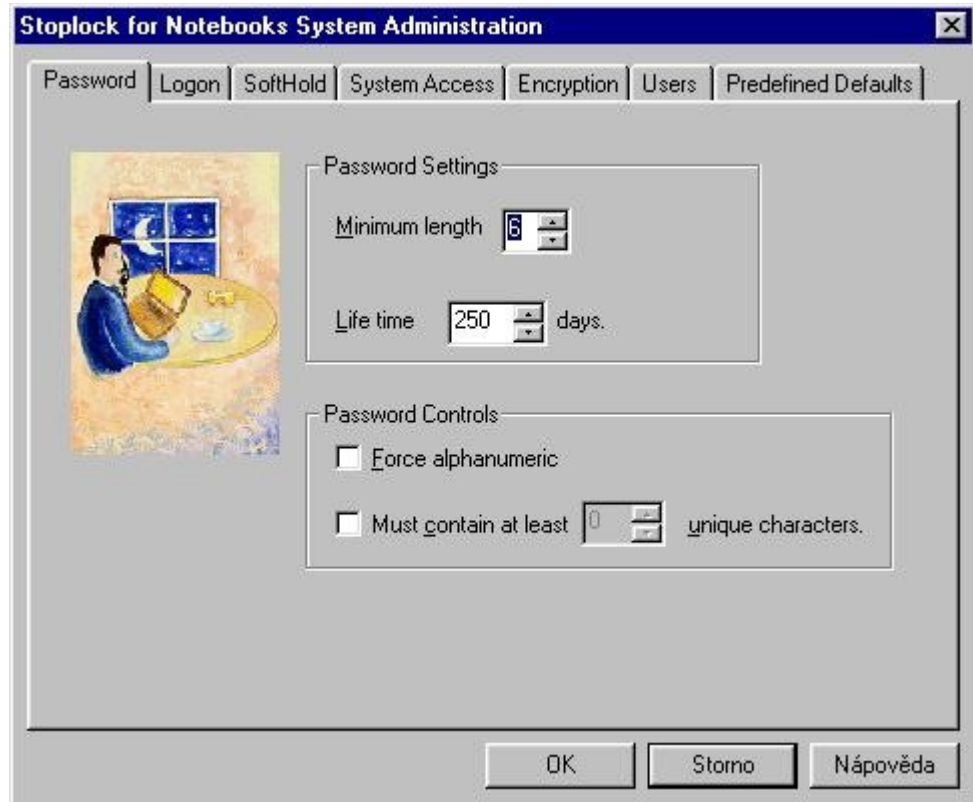 Stoplock for Notebooks System Administration
Password Logon SoftHold System Access Encryption Users Predefined Defaults
Password Settings
Minimum length 6
Life time 250 days.
Password Controls
Force alphanumeric
Must contain at least 0 unique characters.
OK Storno Nápověda